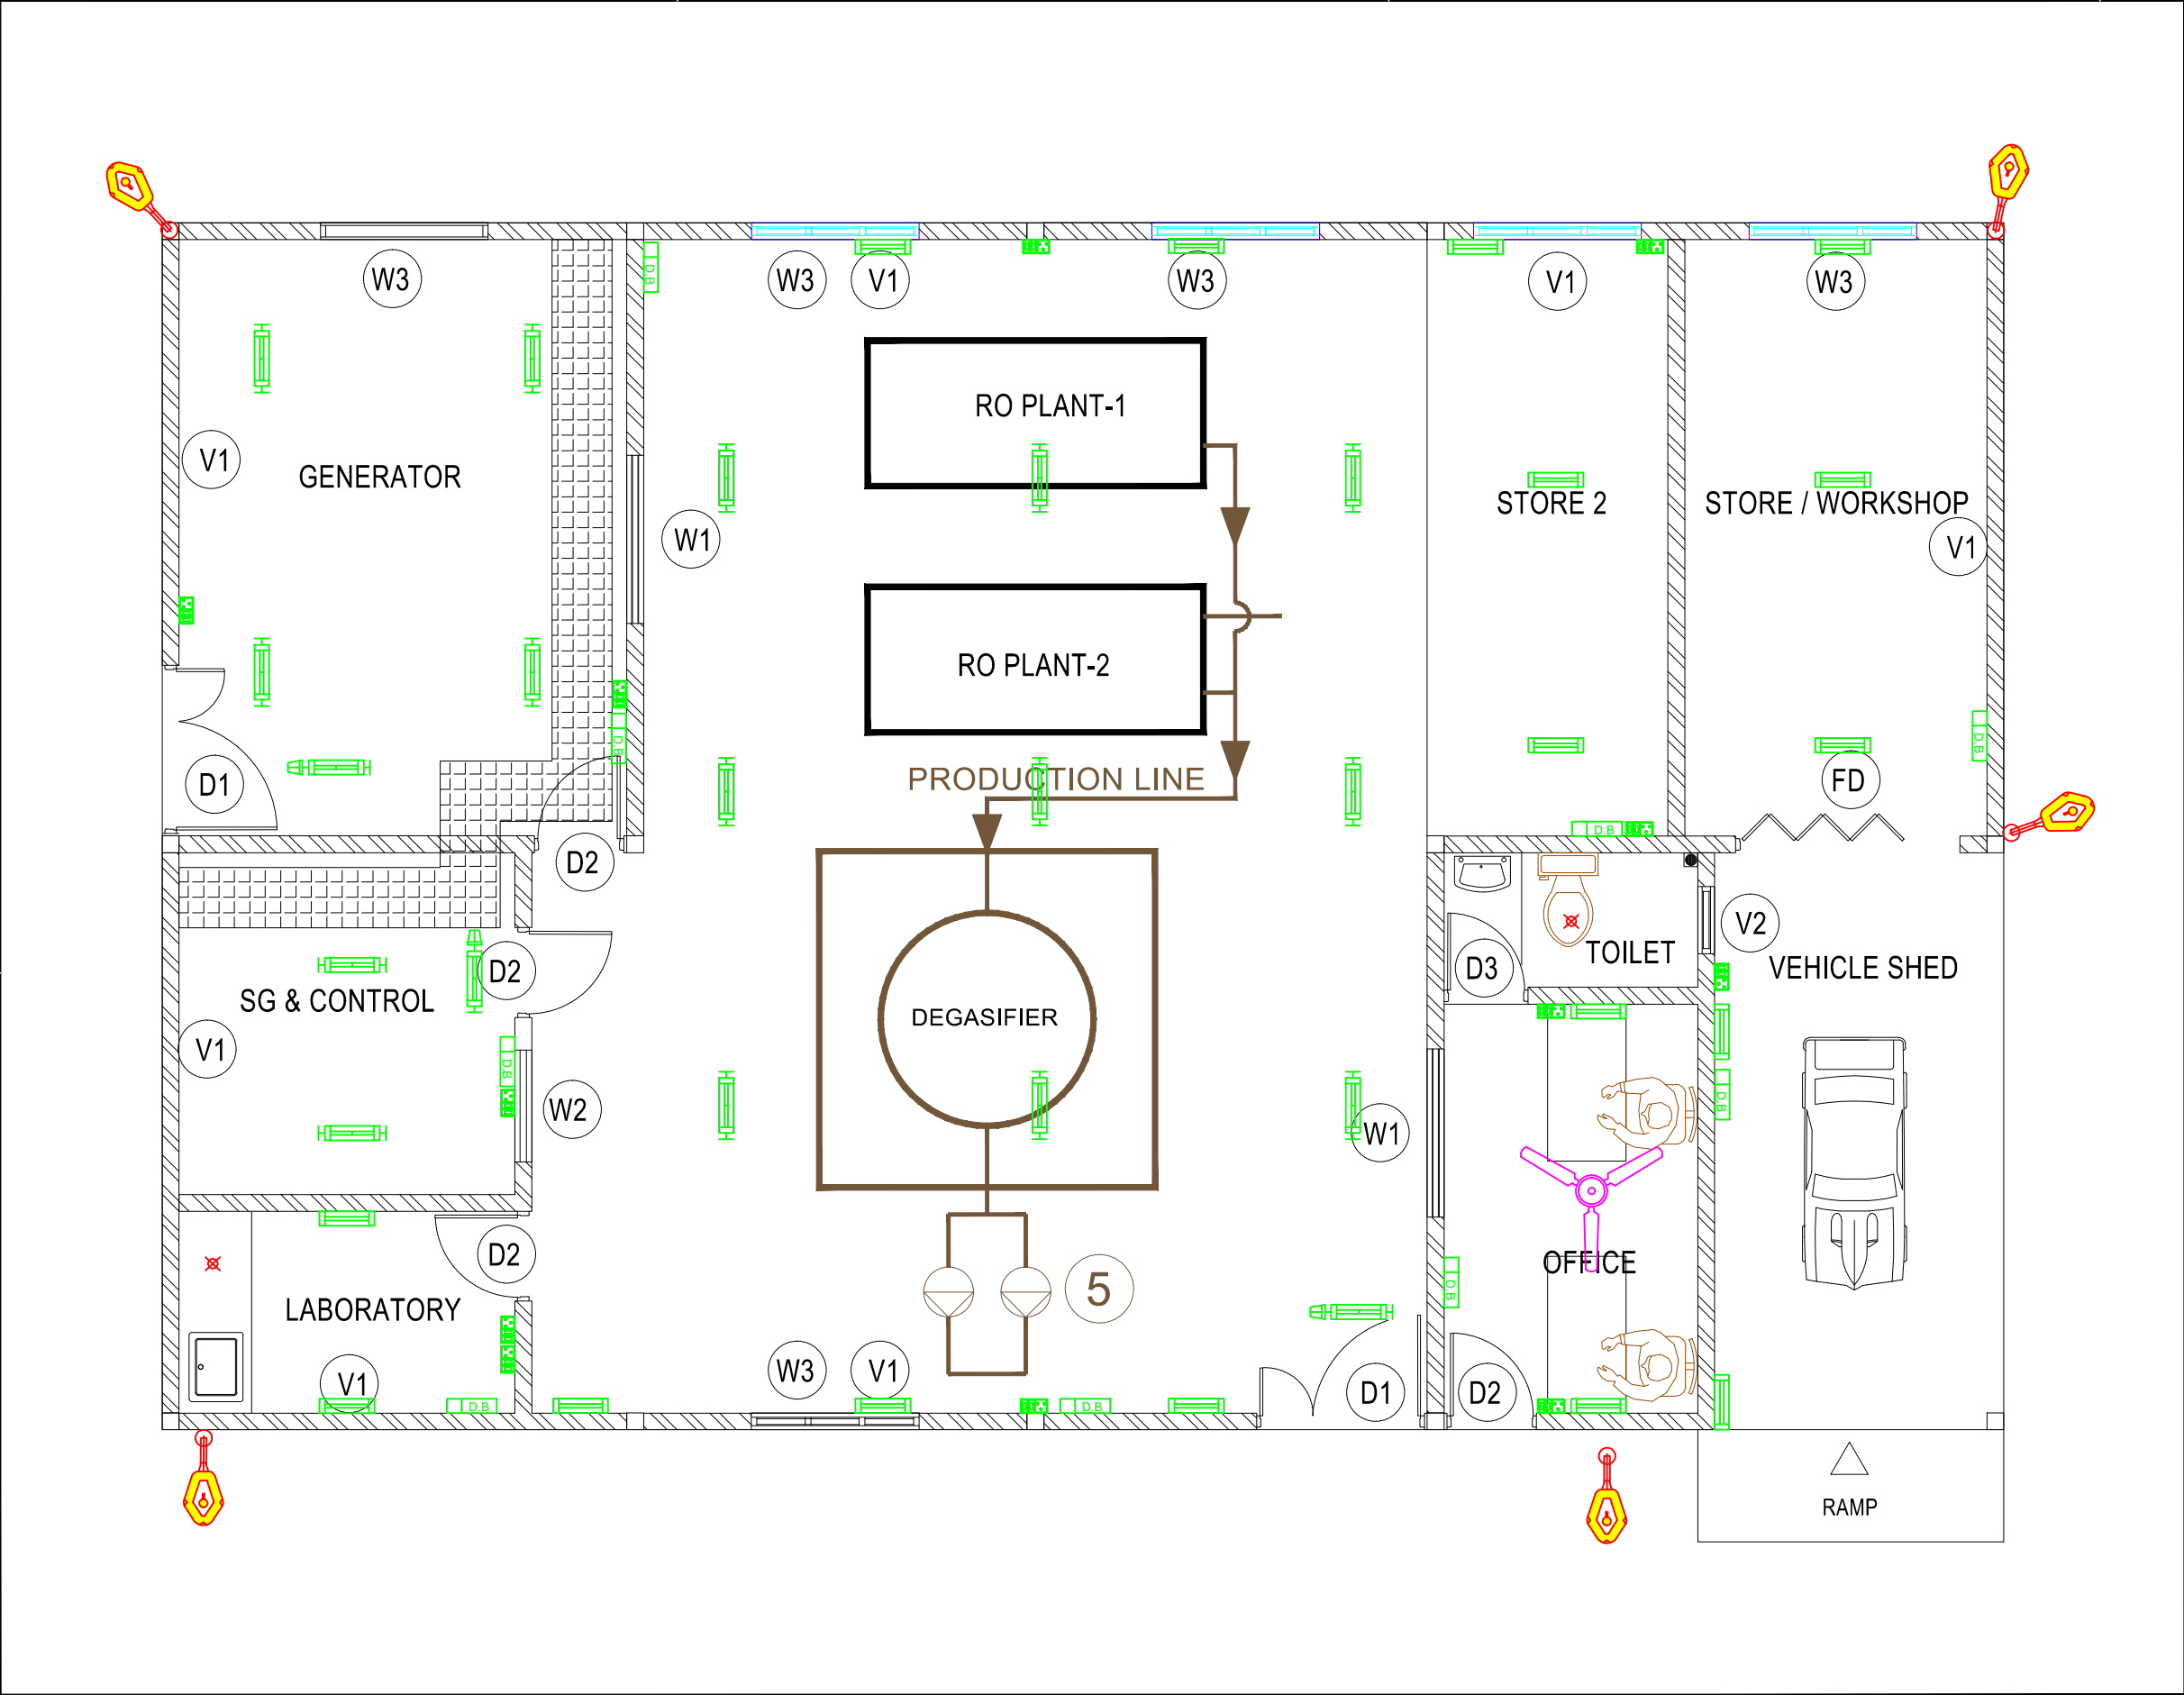 W3
W3
V1
W3
V1
W3
D.B
RO PLANT-1
V1
GENERATOR
STORE 2
STORE / WORKSHOP
W1
V1
RO PLANT-2
D.B
D.B
PRODUCTION LINE
FD
D1
D.B
D2
V2
TOILET
D2
D3
VEHICLE SHED
SG & CONTROL
DEGASIFIER
V1
D.B
D.B
W2
W1
D2
OFFICE
D.B
5
LABORATORY
W3
V1
V1
D1
D2
D.B
D.B
RAMP